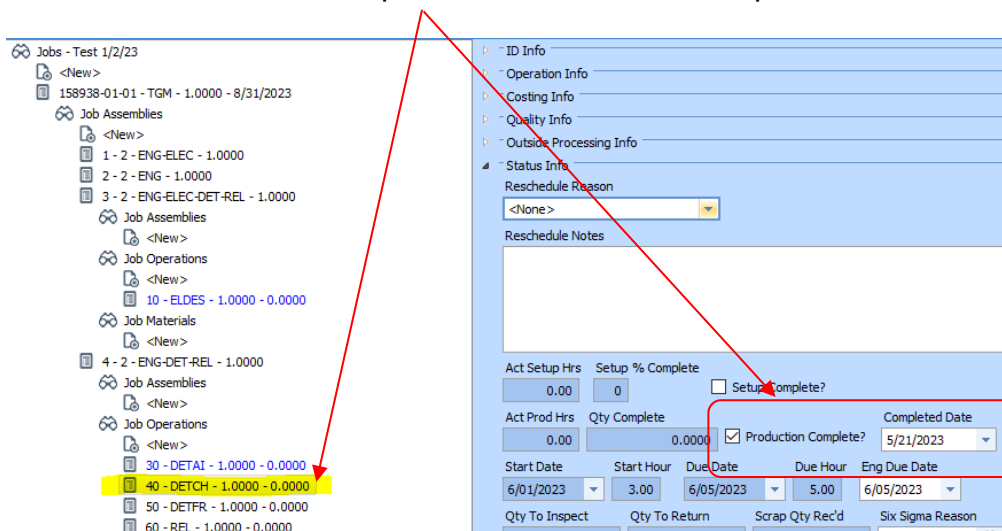 Jobs - Test 1/2/23
<New>
158938-01-01 - TGM - 1.0000 - 8/31/2023
Job Assemblies
<New>
1 - 2 - ENG-ELEC - 1.0000
2 - 2 - ENG - 1.0000
3 - 2 - ENG-ELEC-DET-REL - 1.0000
Job Assemblies
<New>
Job Operations
<New>
10 - ELDES - 1.0000 - 0.0000
Job Materials
<New>
4 - 2 - ENG-DET-REL - 1.0000
Job Assemblies
<New>
Job Operations
<New>
30 - DETAI - 1.0000 - 0.0000
40 - DETCH - 1.0000 - 0.0000
50 - DETFR - 1.0000 - 0.0000
60 - REL - 1.0000 - 0.0000
ID Info
Operation Info
Costing Info
Quality Info
Outside Processing Info
Status Info
Reschedule Reason
<None>
Reschedule Notes
Act Setup Hrs Setup % Complete
0.00 0 Setup Complete?
Act Prod Hrs Qty Complete Completed Date
0.00 0.0000 Production Complete? 5/21/2023
Start Date Start Hour Due Date Due Hour Eng Due Date
6/01/2023 3.00 6/05/2023 5.00 6/05/2023
Qty To Inspect Qty To Return Scrap Qty Rec'd Six Sigma Reason